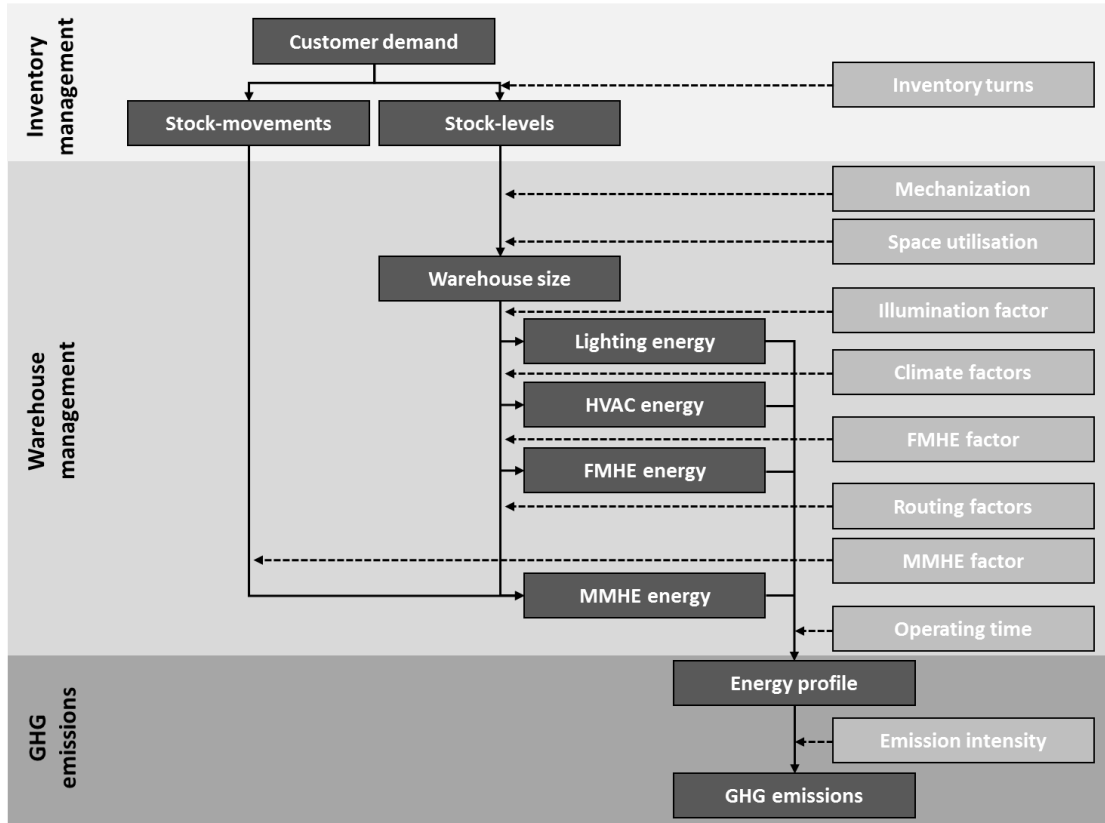 Inventory
management
Customer demand
Inventory turns
Stock-movements
Stock-levels
Warehouse
management
Mechanization
Space utilisation
Warehouse size
Illumination factor
Lighting energy
Climate factors
HVAC energy
FMHE factor
FMHE energy
Routing factors
MMHE factor
MMHE energy
Operating time
GHG
emissions
Energy profile
Emission intensity
GHG emissions